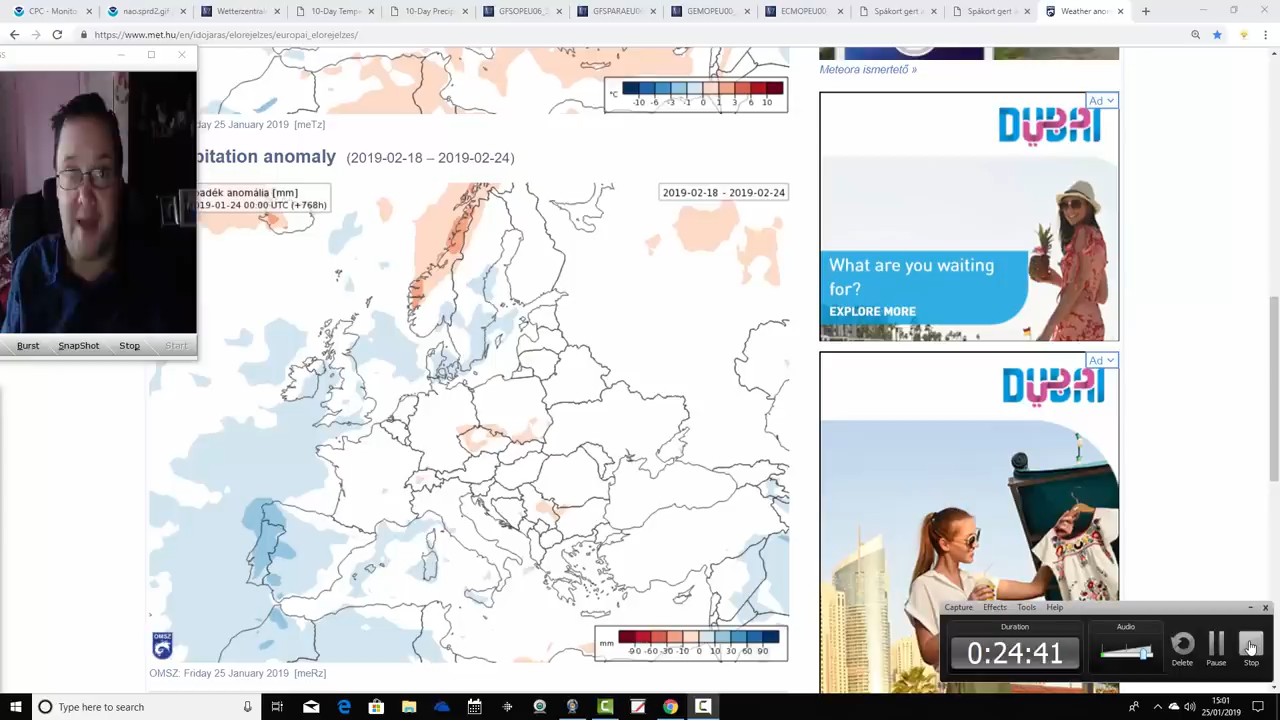 CPC - Monito
nao.sprd2.gif
Wetterzentral
10-Day Tempe
10-Day Precip
GFSOPEU06_
GFSPARAEU0
GEMOPEU00_
ECMOPEU00_
Spákort gert a
Spákort gert a
Weather anom
https://www.met.hu/en/idojaras/elorejelzes/europai_elorejelzes/
Meteora ismertető »
°C -10 -6 -3 -1 0 1 3 6 10
day 25 January 2019 [meTz]
pitation anomaly (2019-02-18 – 2019-02-24)
padék anomália [mm]
19-01-24 00:00 UTC (+768h)
2019-02-18 - 2019-02-24
Ad
DUBAI
What are you waiting
for?
EXPLORE MORE
Burst SnapShot Stop Start
Ad
DUBAI
OMSZ
mm -90 -60 -30 -10 0 10 30 60 90
OMSZ: Friday 25 January 2019 [meRz]
Capture Effects Tools Help
Duration
Audio
0:24:41
Delete Pause Stop
Type here to search
15:01
25/01/2019